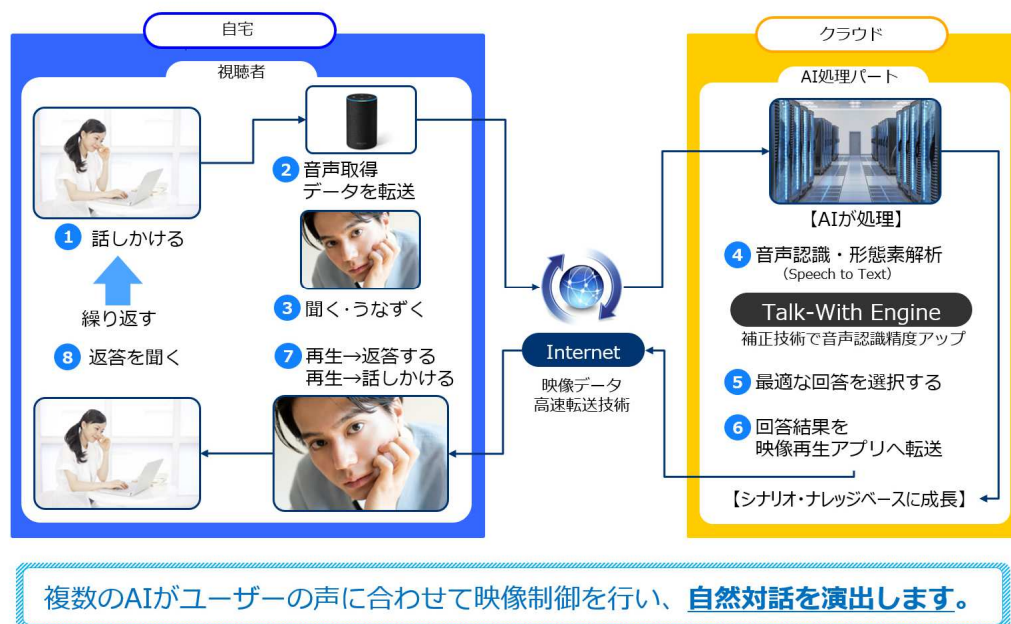 自宅
視聴者
1 話しかける
2 音声取得
データを転送
3 聞く・うなずく
繰り返す
8 返答を聞く
7 再生→返答する
再生→話しかける
Internet
映像データ
高速転送技術
クラウド
AI処理パート
【AIが処理】
4 音声認識・形態素解析
(Speech to Text)
Talk-With Engine
補正技術で音声認識精度アップ
5 最適な回答を選択する
6 回答結果を
映像再生アプリへ転送
【シナリオ・ナレッジベースに成長】
複数のAIがユーザーの声に合わせて映像制御を行い、自然対話を演出します。